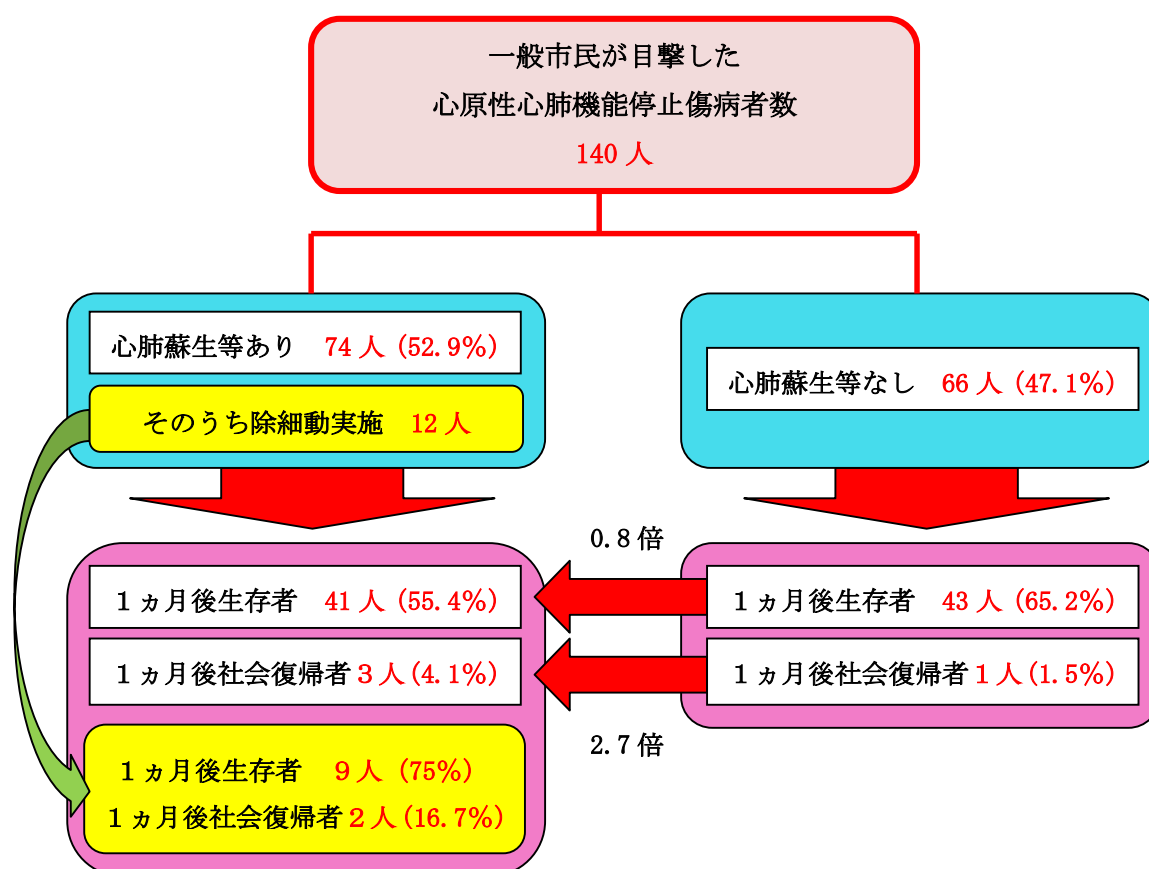 一般市民が目撃した
心原性心肺機能停止傷病者数
140 人
心肺蘇生等あり 74 人 (52.9%)
そのうち除細動実施 12 人
心肺蘇生等なし 66 人 (47.1%)
0.8 倍
1ヵ月後生存者 41 人 (55.4%)
1ヵ月後社会復帰者 3人(4.1%)
1ヵ月後生存者 43 人 (65.2%)
1ヵ月後社会復帰者 1人(1.5%)
2.7 倍
1ヵ月後生存者 9人 (75%)
1ヵ月後社会復帰者 2人(16.7%)